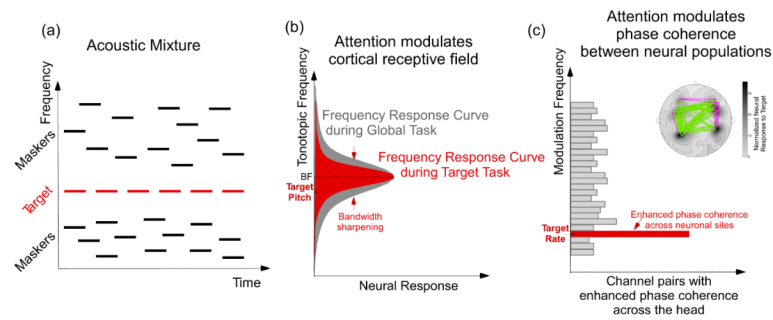 (a)
Acoustic Mixture
Frequency
Maskers
Target
Maskers
Time
(b)
Attention modulates
cortical receptive field
Tonotopic Frequency
Frequency Response Curve
during Global Task
Frequency Response Curve
during Target Task
BF
Target
Pitch
Bandwidth
sharpening
Neural Response
(c)
Attention modulates
phase coherence
between neural populations
Modulation Frequency
Normalized Neural
Response to Target
Target
Rate
Enhanced phase coherence
across neuronal sites
Channel pairs with
enhanced phase coherence
across the head